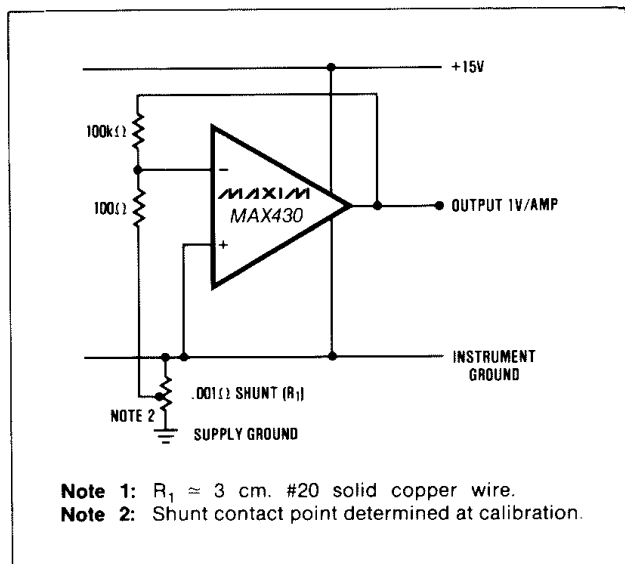 +15V
100kΩ
−
100Ω
MAXIM
MAX430
OUTPUT 1V/AMP
+
INSTRUMENT
GROUND
.001Ω SHUNT (R₁)
NOTE 2
SUPPLY GROUND
Note 1: R₁ ≃ 3 cm. #20 solid copper wire.
Note 2: Shunt contact point determined at calibration.